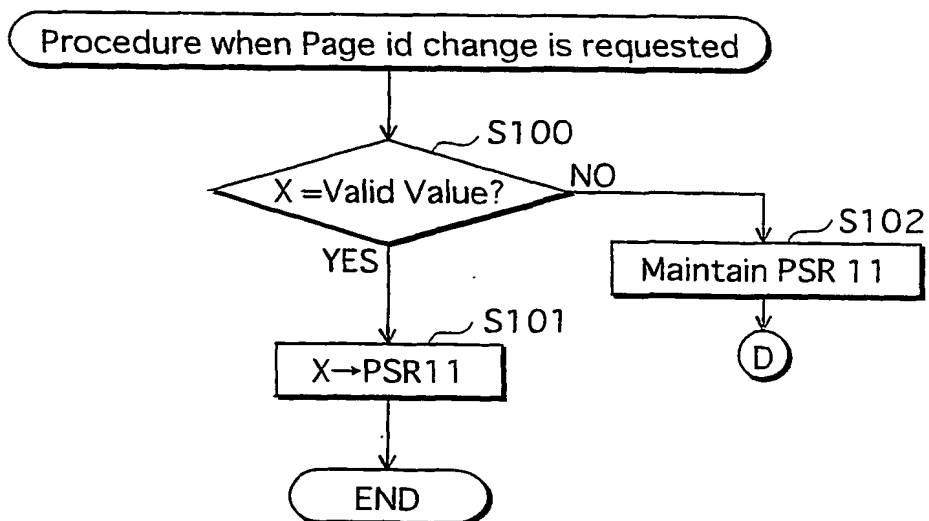 Procedure when Page id change is requested
S100
X =Valid Value?
NO
YES
S102
Maintain PSR 11
S101
X→PSR11
D
END